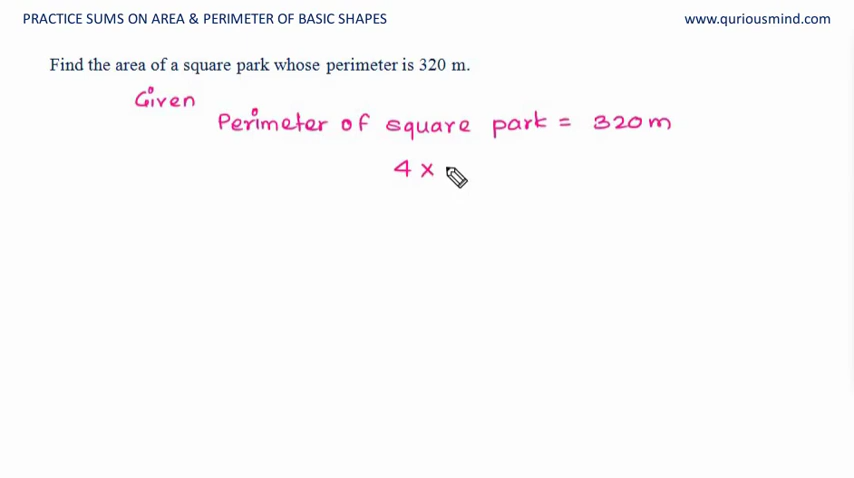 PRACTICE SUMS ON AREA & PERIMETER OF BASIC SHAPES www.quriousmind.com
Find the area of a square park whose perimeter is 320 m.
Given
Perimeter of square park = 320 m
4 ×